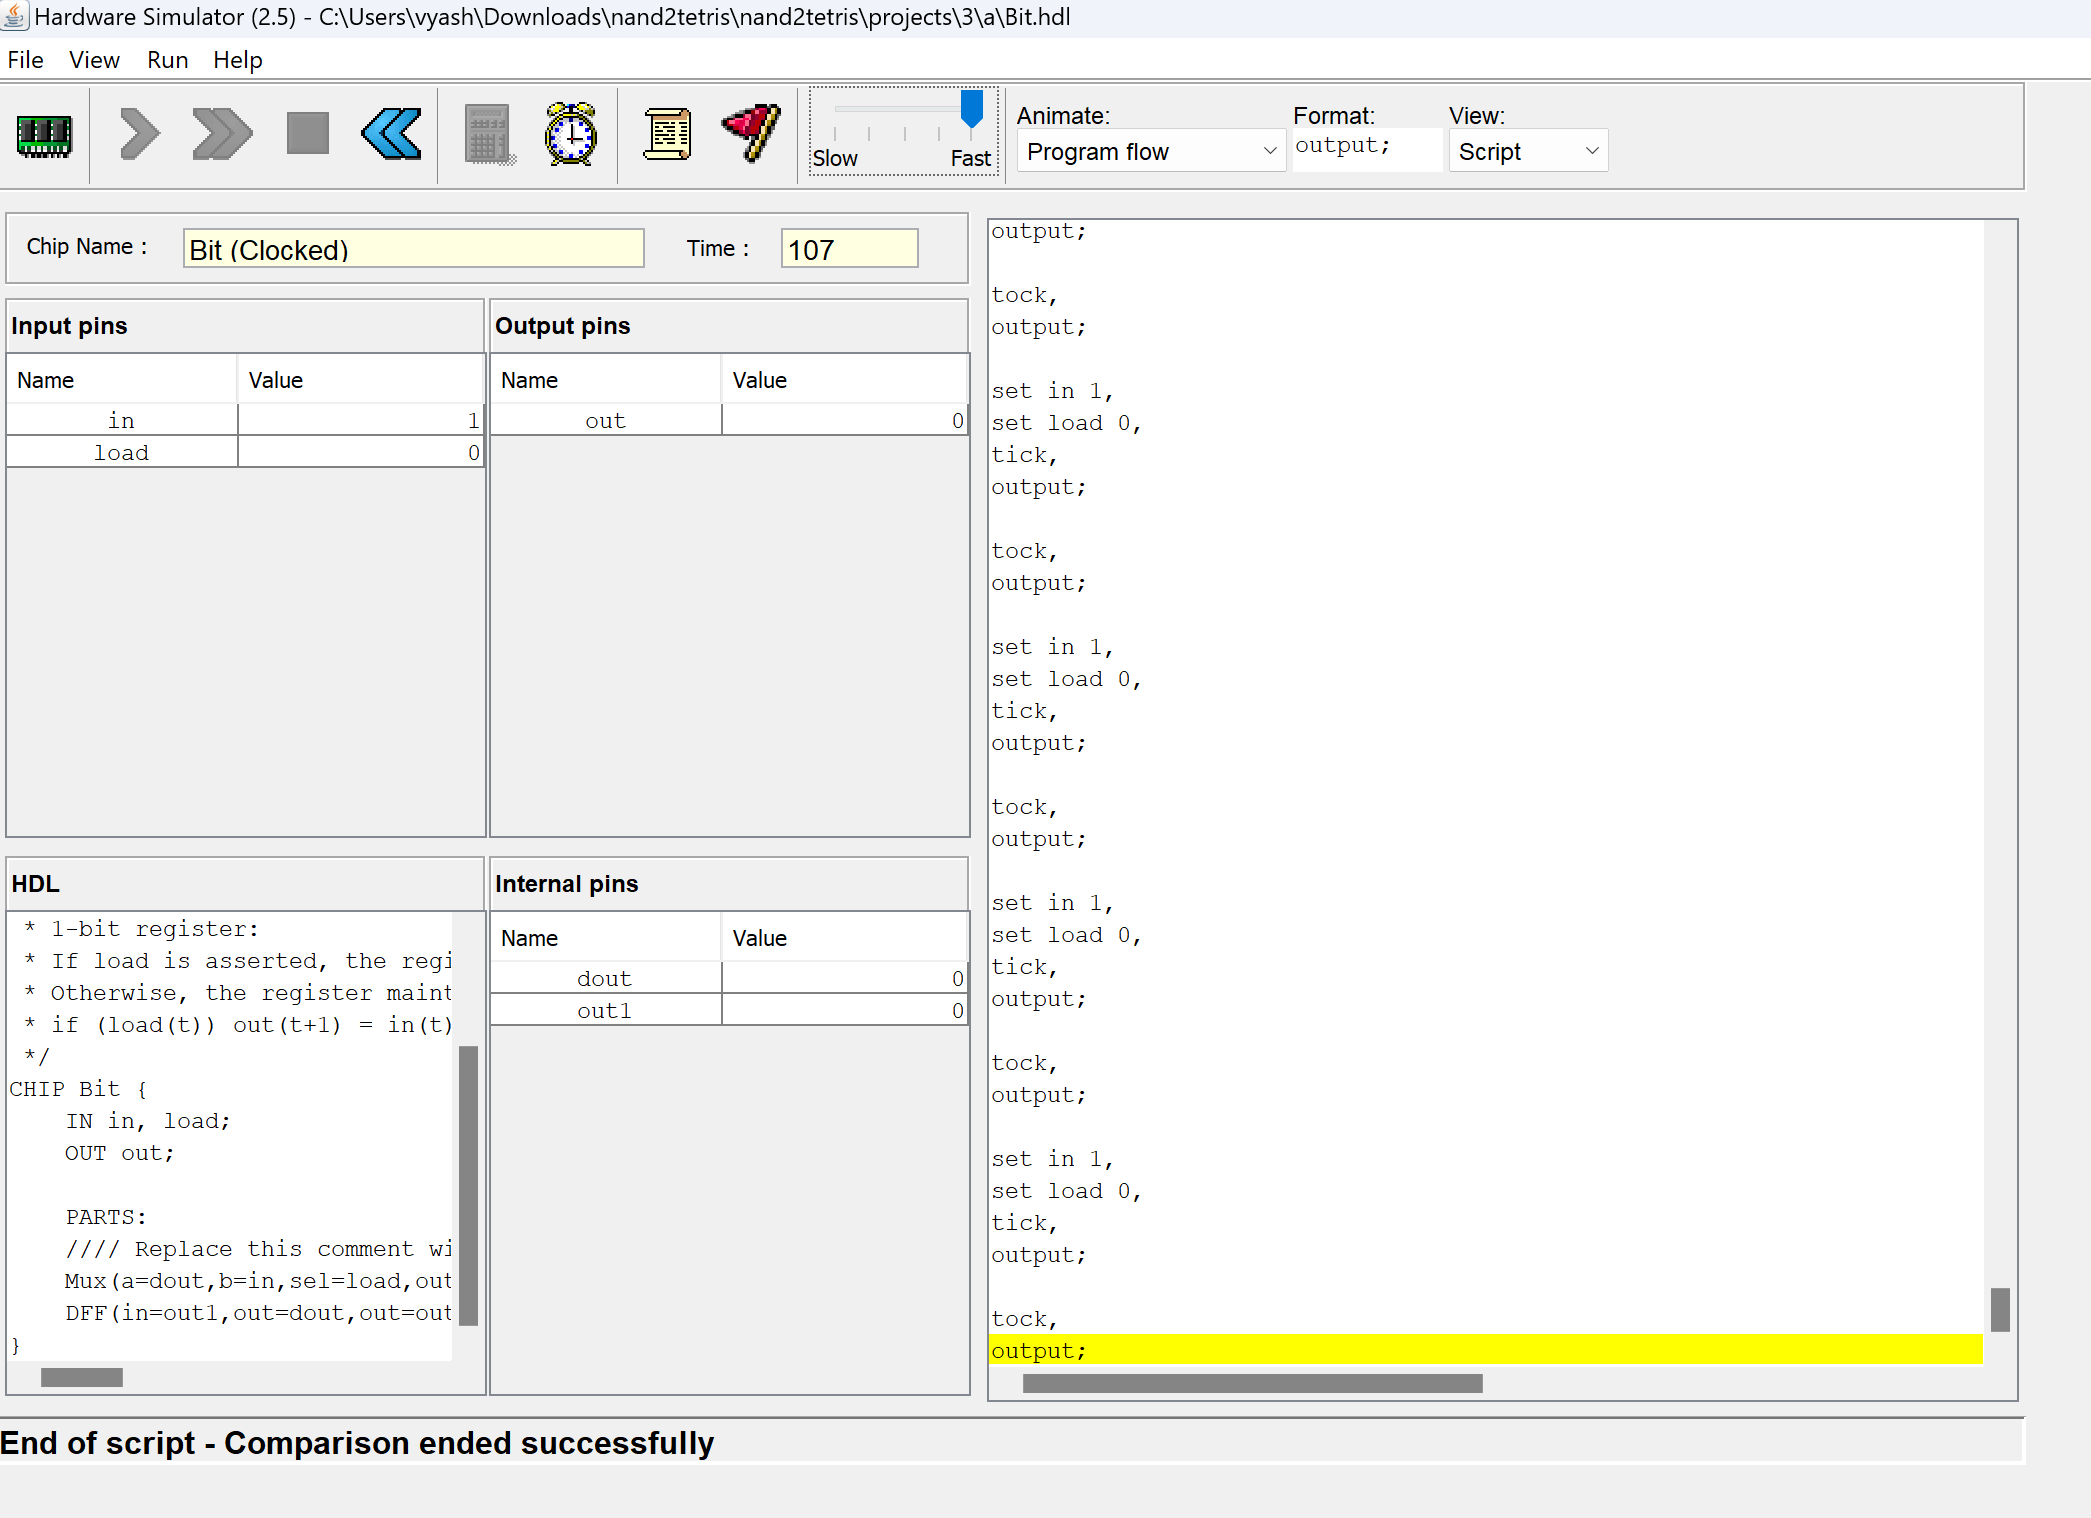 Hardware Simulator (2.5) - C:\Users\vyash\Downloads\nand2tetris\nand2tetris\projects\3\a\Bit.hdl
File View Run Help
Slow Fast
Animate:
Program flow
Format:
output;
View:
Script
Chip Name :
Bit (Clocked)
Time :
107
Input pins
Name Value
in 1
load 0
Output pins
Name Value
out 0
HDL
* 1-bit register:
* If load is asserted, the regi
* Otherwise, the register maint
* if (load(t)) out(t+1) = in(t)
*/
CHIP Bit {
IN in, load;
OUT out;
PARTS:
//// Replace this comment wi
Mux(a=dout,b=in,sel=load,out
DFF(in=out1,out=dout,out=out
}
Internal pins
Name Value
dout 0
out1 0
output;
tock,
output;
set in 1,
set load 0,
tick,
output;
tock,
output;
set in 1,
set load 0,
tick,
output;
tock,
output;
set in 1,
set load 0,
tick,
output;
tock,
output;
set in 1,
set load 0,
tick,
output;
tock,
output;
End of script - Comparison ended successfully